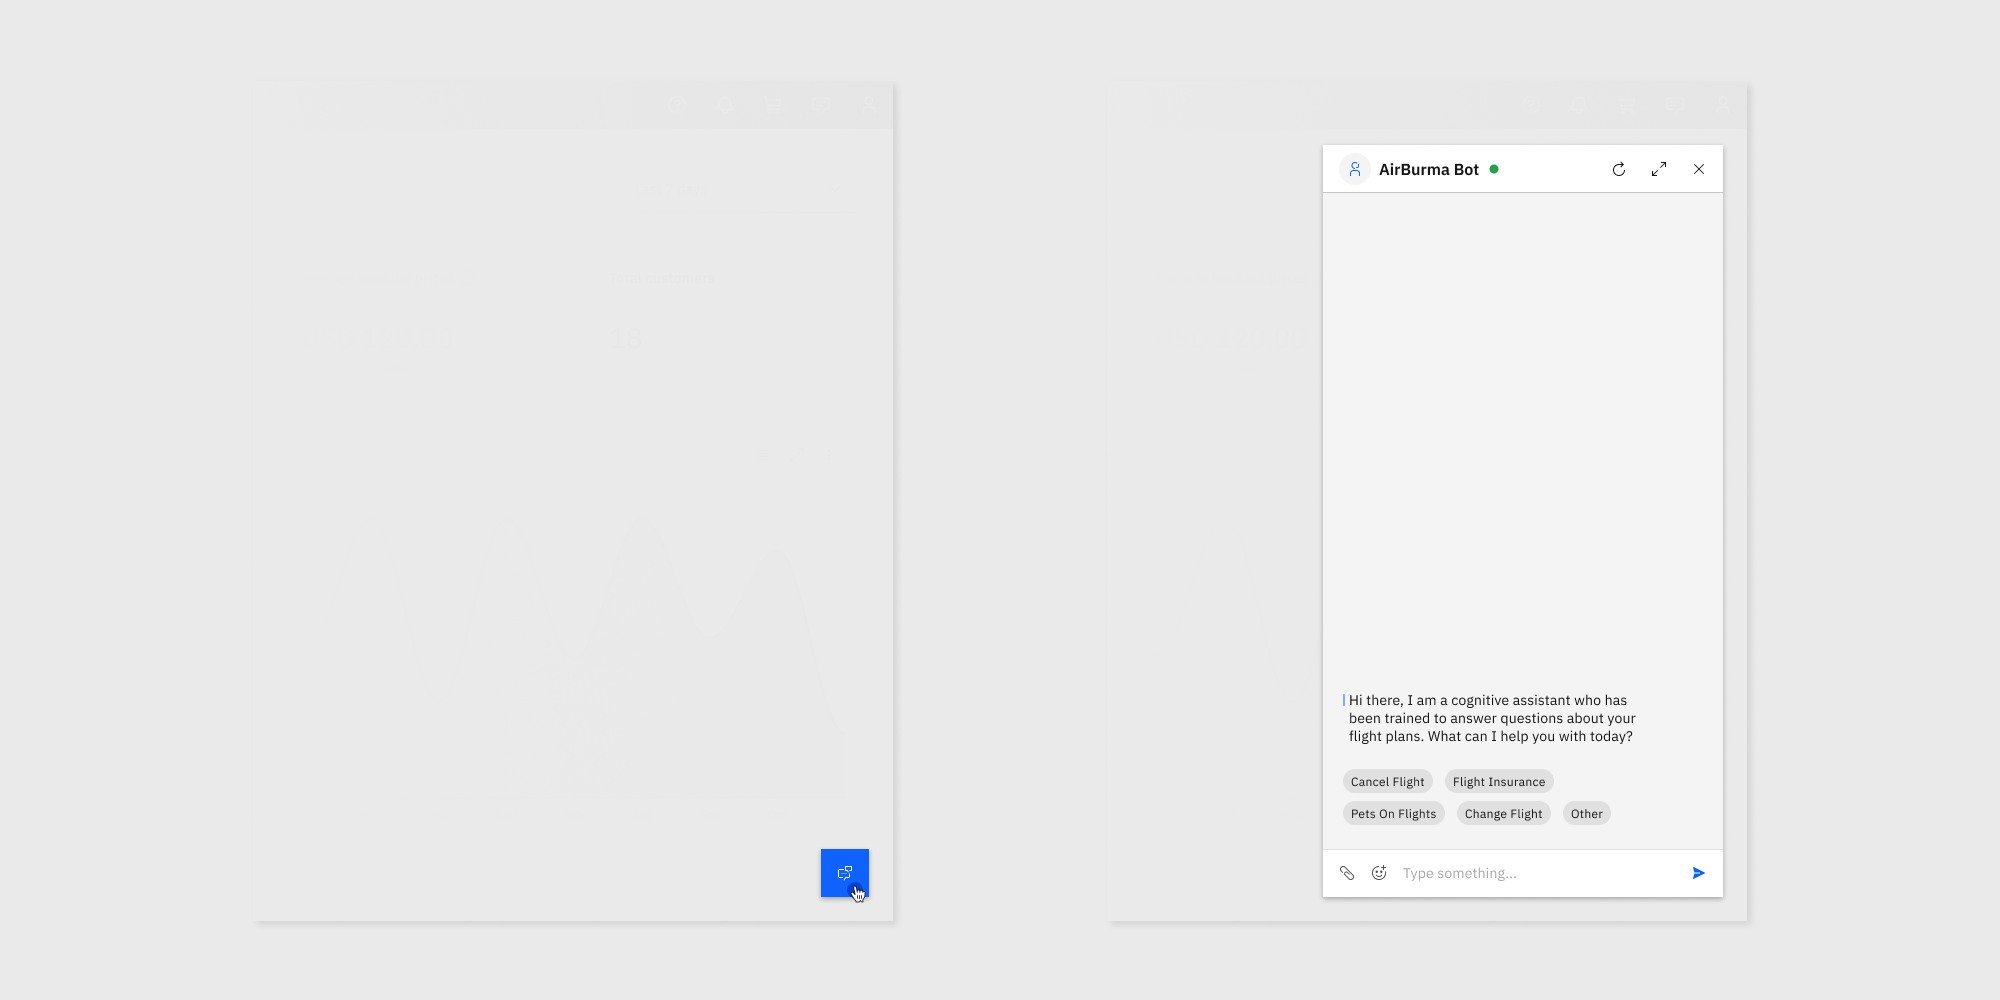 18
AirBurma Bot
Hi there, I am a cognitive assistant who has
been trained to answer questions about your
flight plans. What can I help you with today?
Cancel Flight
Flight Insurance
Pets On Flights
Change Flight
Other
Type something...